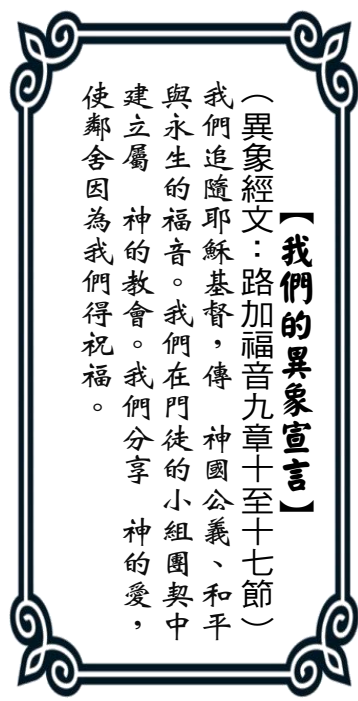 【我們的異象宣言】
（異象經文：路加福音九章十至十七節）
我們追隨耶穌基督，傳　神國公義、和平
與永生的福音。我們在門徒的小組團契中
建立屬　神的教會。我們分享　神的愛，
使鄰舍因為我們得祝福。